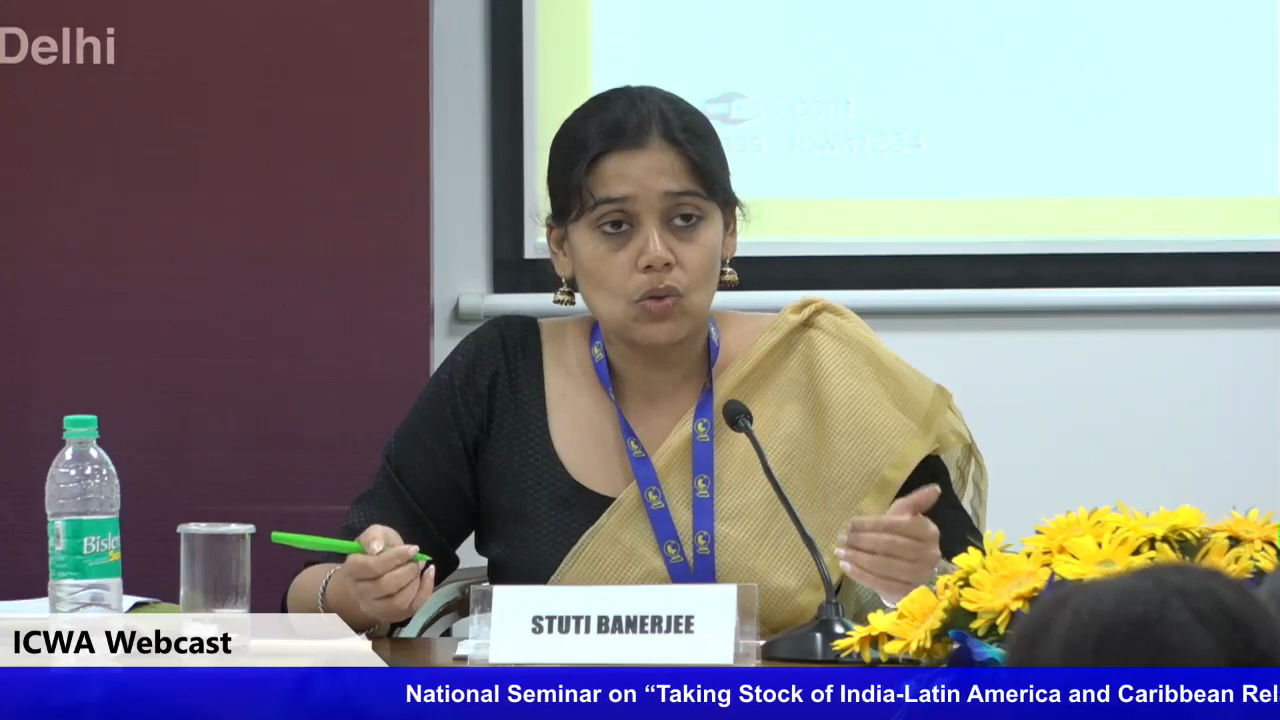 Delhi
STUTI BANERJEE
ICWA Webcast
National Seminar on “Taking Stock of India-Latin America and Caribbean Rel